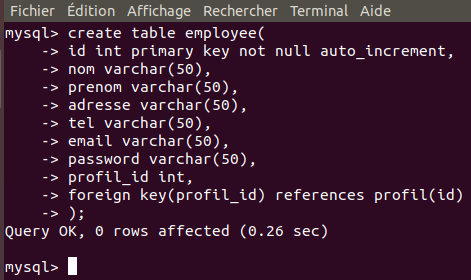 Fichier Édition Affichage Rechercher Terminal Aide
mysql> create table employee(
    -> id int primary key not null auto_increment,
    -> nom varchar(50),
    -> prenom varchar(50),
    -> adresse varchar(50),
    -> tel varchar(50),
    -> email varchar(50),
    -> password varchar(50),
    -> profil_id int,
    -> foreign key(profil_id) references profil(id)
    -> );
Query OK, 0 rows affected (0.26 sec)
mysql>